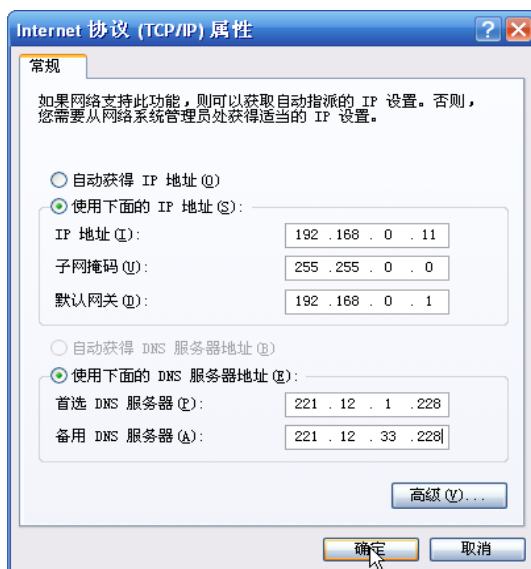 Internet 协议 (TCP/IP) 属性
常规
如果网络支持此功能，则可以获取自动指派的 IP 设置。否则，
您需要从网络系统管理员处获得适当的 IP 设置。
自动获得 IP 地址(O)
使用下面的 IP 地址(S):
IP 地址(I): 192 .168 . 0 . 11
子网掩码(U): 255 .255 . 0 . 0
默认网关(D): 192 .168 . 0 . 1
自动获得 DNS 服务器地址(B)
使用下面的 DNS 服务器地址(E):
首选 DNS 服务器(P): 221 . 12 . 1 .228
备用 DNS 服务器(A): 221 . 12 . 33 .228
高级(V)...
确定 取消